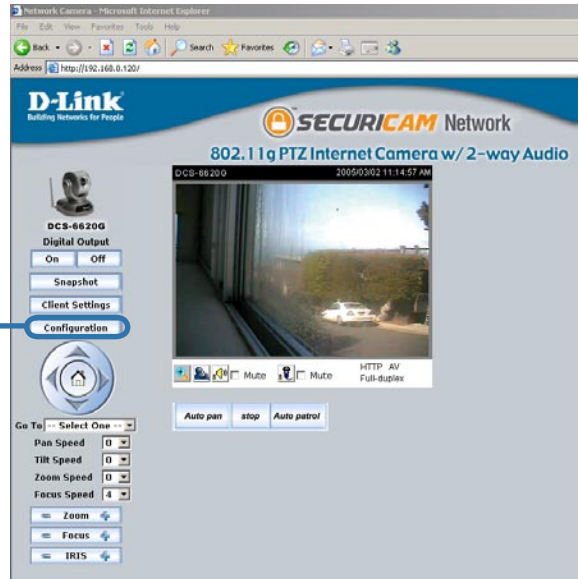 Network Camera - Microsoft Internet Explorer
File Edit View Favorites Tools Help
Back Search Favorites
Address http://192.168.0.120/
D-Link
Building Networks for People
SECURICAM Network
802.11g PTZ Internet Camera w/ 2-way Audio
DCS-6620G 2005/03/02 11:14:57 AM
DCS-6620G
Digital Output
On Off
Snapshot
Client Settings
Configuration
Mute Mute HTTP AV
Full-duplex
Go To -- Select One --
Auto pan stop Auto patrol
Pan Speed 0
Tilt Speed 0
Zoom Speed 0
Focus Speed 4
Zoom
Focus
IRIS